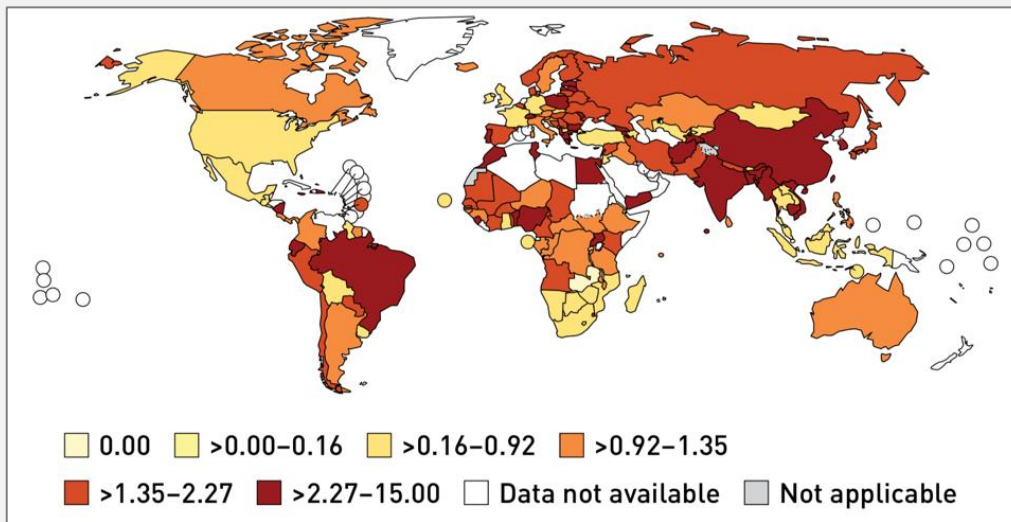 0.00 >0.00–0.16 >0.16–0.92 >0.92–1.35
>1.35–2.27 >2.27–15.00 Data not available Not applicable